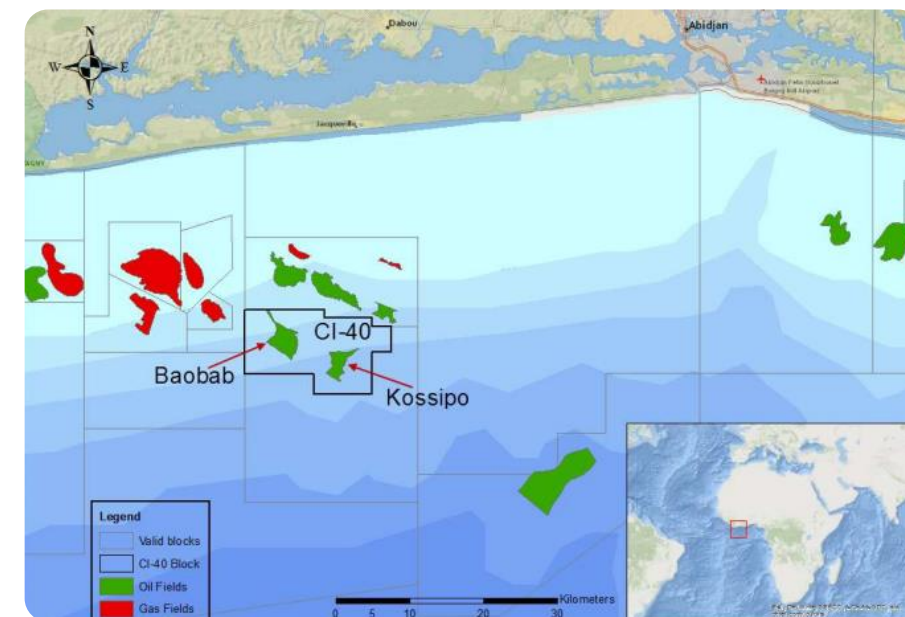 Dabou
Abidjan
N
W E
S
Jacqueville
CI-40
Baobab
Kossipo
Legend
Valid blocks
CI-40 Block
Oil Fields
Gas Fields
Kilometers
0 5 10 20 30